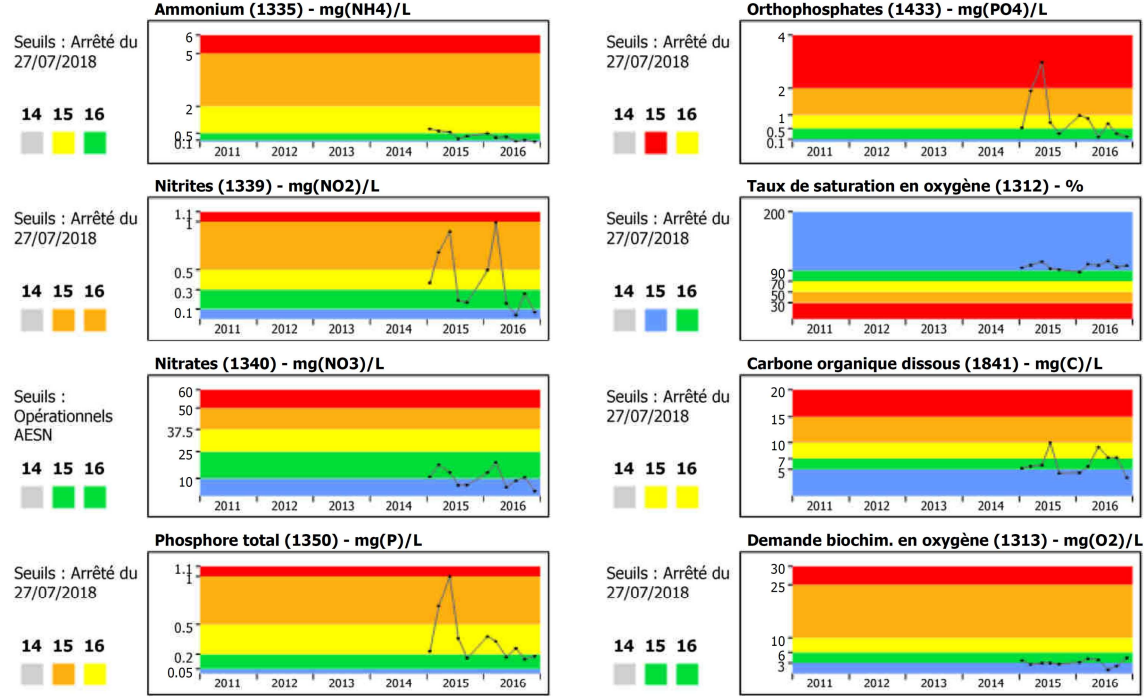 Ammonium (1335) - mg(NH4)/L
Seuils : Arrêté du
27/07/2018
14 15 16
6
5
2
0.5
0.1
2011 2012 2013 2014 2015 2016
Orthophosphates (1433) - mg(PO4)/L
Seuils : Arrêté du
27/07/2018
14 15 16
4
2
1
0.5
0.1
2011 2012 2013 2014 2015 2016
Nitrites (1339) - mg(NO2)/L
Seuils : Arrêté du
27/07/2018
14 15 16
1.1
1
0.5
0.3
0.1
2011 2012 2013 2014 2015 2016
Taux de saturation en oxygène (1312) - %
Seuils : Arrêté du
27/07/2018
14 15 16
200
90
70
50
30
2011 2012 2013 2014 2015 2016
Nitrates (1340) - mg(NO3)/L
Seuils :
Opérationnels
AESN
14 15 16
60
50
37.5
25
10
2011 2012 2013 2014 2015 2016
Carbone organique dissous (1841) - mg(C)/L
Seuils : Arrêté du
27/07/2018
14 15 16
20
15
10
7
5
2011 2012 2013 2014 2015 2016
Phosphore total (1350) - mg(P)/L
Seuils : Arrêté du
27/07/2018
14 15 16
1.1
1
0.5
0.2
0.05
2011 2012 2013 2014 2015 2016
Demande biochim. en oxygène (1313) - mg(O2)/L
Seuils : Arrêté du
27/07/2018
14 15 16
30
25
10
6
3
2011 2012 2013 2014 2015 2016